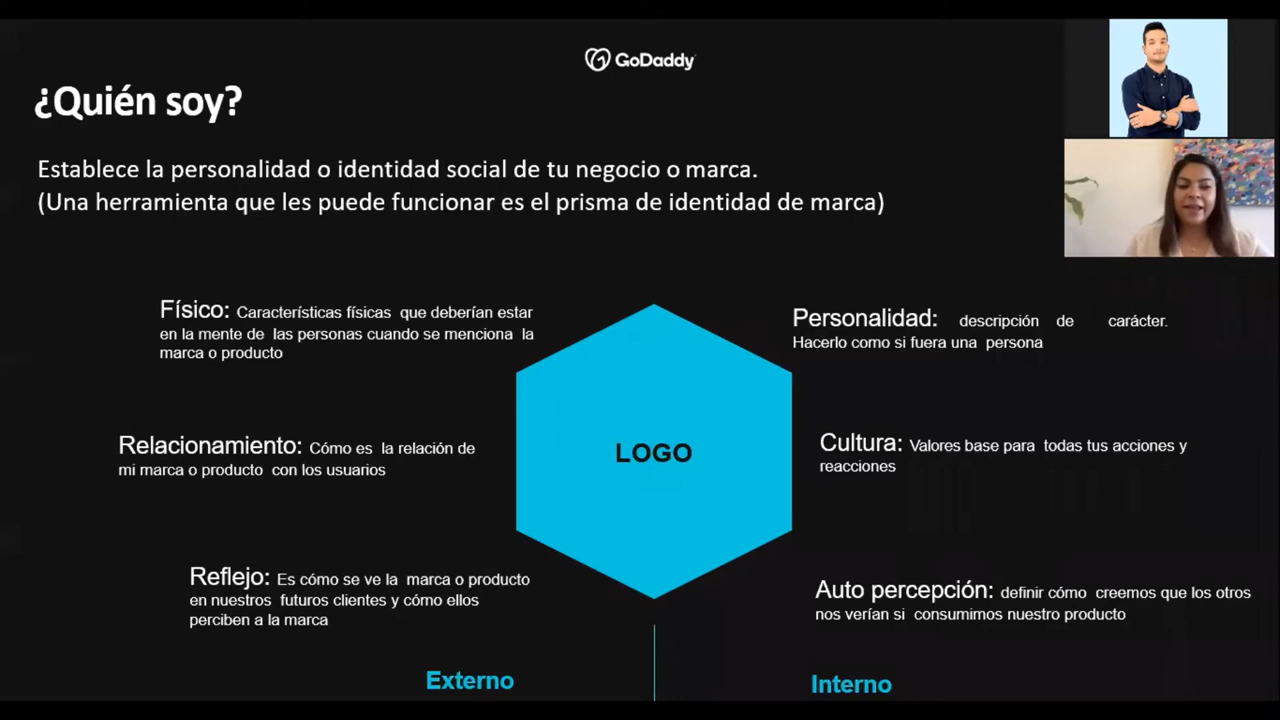 GoDaddy
¿Quién soy?
Establece la personalidad o identidad social de tu negocio o marca.
(Una herramienta que les puede funcionar es el prisma de identidad de marca)
Físico: Características físicas que deberían estar
en la mente de las personas cuando se menciona la
marca o producto
Relacionamiento: Cómo es la relación de
mi marca o producto con los usuarios
Reflejo: Es cómo se ve la marca o producto
en nuestros futuros clientes y cómo ellos
perciben a la marca
Externo
LOGO
Personalidad: descripción de carácter.
Hacerlo como si fuera una persona
Cultura: Valores base para todas tus acciones y
reacciones
Auto percepción: definir cómo creemos que los otros
nos verían si consumimos nuestro producto
Interno